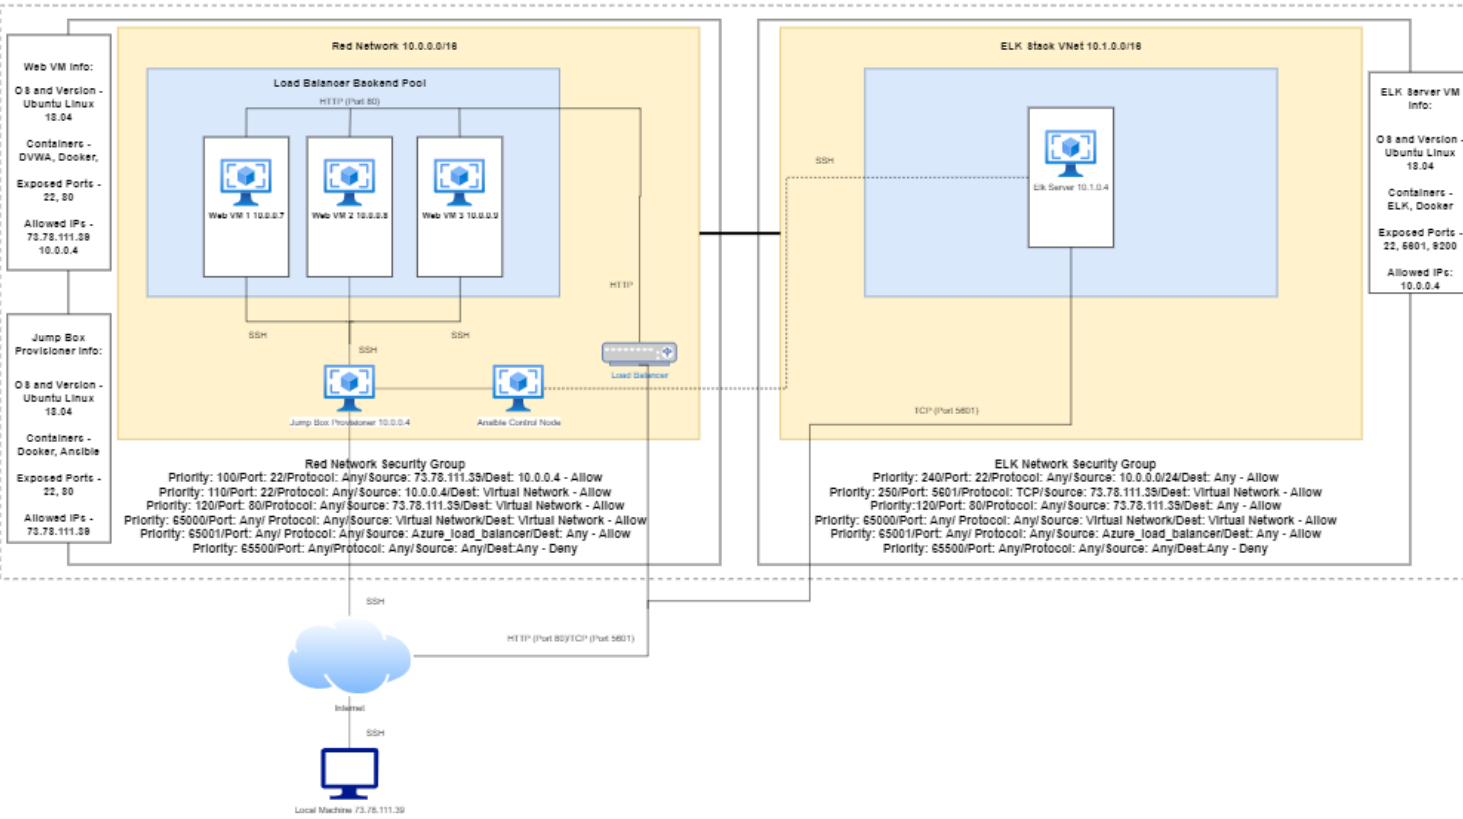 Red Network 10.0.0.0/16
ELK Stack VNet 10.1.0.0/16
Web VM Info:
OS and Version -
Ubuntu Linux
18.04
Containers -
DVWA, Docker,
Exposed Ports -
22, 80
Allowed IPs -
73.78.111.39
10.0.0.4
Load Balancer Backend Pool
HTTP (Port 80)
Web VM 1 10.0.0.7
Web VM 2 10.0.0.8
Web VM 3 10.0.0.9
SSH
SSH
SSH
HTTP
Load Balancer
Jump Box Provisioner 10.0.0.4
Ansible Control Node
SSH
Elk Server 10.1.0.4
TCP (Port 5601)
ELK Server VM
Info:
OS and Version -
Ubuntu Linux
18.04
Containers -
ELK, Docker
Exposed Ports -
22, 5601, 9200
Allowed IPs:
10.0.0.4
Jump Box
Provisioner Info:
OS and Version -
Ubuntu Linux
18.04
Containers -
Docker, Ansible
Exposed Ports -
22, 80
Allowed IPs -
73.78.111.39
Red Network Security Group
Priority: 100/Port: 22/Protocol: Any/Source: 73.78.111.39/Dest: 10.0.0.4 - Allow
Priority: 110/Port: 22/Protocol: Any/Source: 10.0.0.4/Dest: Virtual Network - Allow
Priority: 120/Port: 80/Protocol: Any/Source: 73.78.111.39/Dest: Virtual Network - Allow
Priority: 65000/Port: Any/ Protocol: Any/Source: Virtual Network/Dest: Virtual Network - Allow
Priority: 65001/Port: Any/ Protocol: Any/Source: Azure_load_balancer/Dest: Any - Allow
Priority: 65500/Port: Any/Protocol: Any/Source: Any/Dest:Any - Deny
ELK Network Security Group
Priority: 240/Port: 22/Protocol: Any/Source: 10.0.0.0/24/Dest: Any - Allow
Priority: 250/Port: 5601/Protocol: TCP/Source: 73.78.111.39/Dest: Virtual Network - Allow
Priority:120/Port: 80/Protocol: Any/Source: 73.78.111.39/Dest: Any - Allow
Priority: 65000/Port: Any/ Protocol: Any/Source: Virtual Network/Dest: Virtual Network - Allow
Priority: 65001/Port: Any/ Protocol: Any/Source: Azure_load_balancer/Dest: Any - Allow
Priority: 65500/Port: Any/Protocol: Any/Source: Any/Dest:Any - Deny
SSH
HTTP (Port 80)/TCP (Port 5601)
Internet
SSH
Local Machine 73.78.111.39